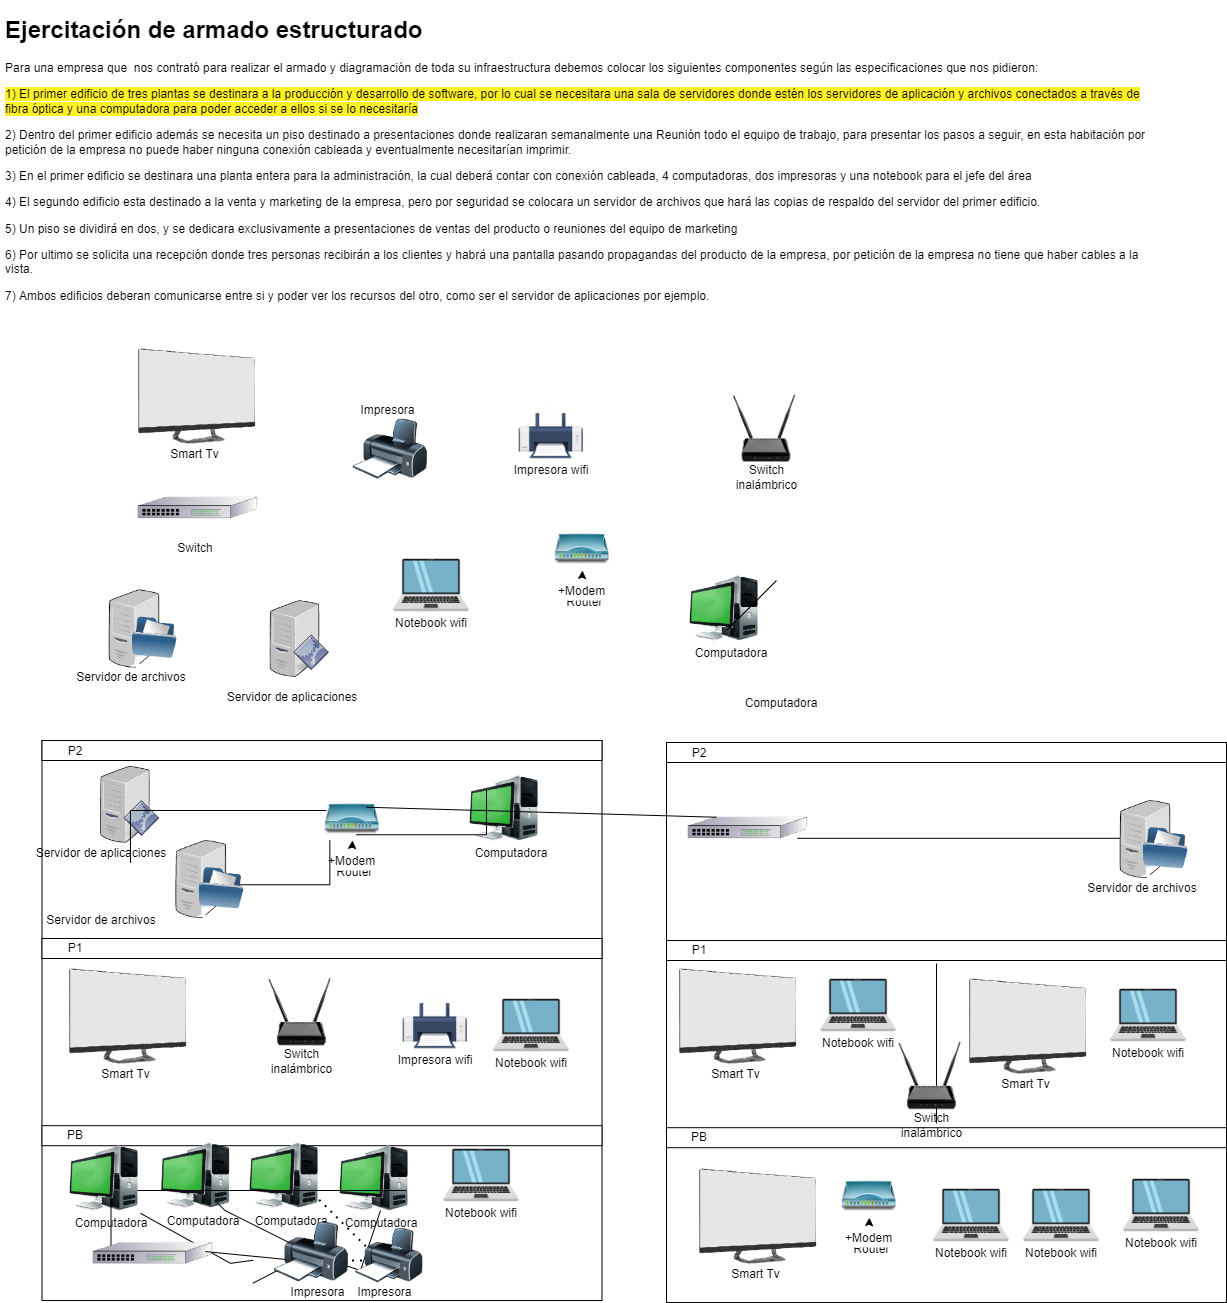 Ejercitación de armado estructurado
Para una empresa que  nos contrató para realizar el armado y diagramación de toda su infraestructura debemos colocar los siguientes componentes según las especificaciones que nos pidieron:
1) El primer edificio de tres plantas se destinara a la producción y desarrollo de software, por lo cual se necesitara una sala de servidores donde estén los servidores de aplicación y archivos conectados a través de
fibra óptica y una computadora para poder acceder a ellos si se lo necesitaría
2) Dentro del primer edificio además se necesita un piso destinado a presentaciones donde realizaran semanalmente una Reunión todo el equipo de trabajo, para presentar los pasos a seguir, en esta habitación por
petición de la empresa no puede haber ninguna conexión cableada y eventualmente necesitarían imprimir.
3) En el primer edificio se destinara una planta entera para la administración, la cual deberá contar con conexión cableada, 4 computadoras, dos impresoras y una notebook para el jefe del área
4) El segundo edificio esta destinado a la venta y marketing de la empresa, pero por seguridad se colocara un servidor de archivos que hará las copias de respaldo del servidor del primer edificio.
5) Un piso se dividirá en dos, y se dedicara exclusivamente a presentaciones de ventas del producto o reuniones del equipo de marketing
6) Por ultimo se solicita una recepción donde tres personas recibirán a los clientes y habrá una pantalla pasando propagandas del producto de la empresa, por petición de la empresa no tiene que haber cables a la
vista.
7) Ambos edificios deberan comunicarse entre si y poder ver los recursos del otro, como ser el servidor de aplicaciones por ejemplo.
Impresora
Smart Tv
Impresora wifi
Switch
inalámbrico
Switch
+Modem
Router
Notebook wifi
Computadora
Servidor de archivos
Servidor de aplicaciones
Computadora
P2
Servidor de aplicaciones
+Modem
Router
Computadora
Servidor de archivos
P1
Smart Tv
Switch
inalámbrico
Impresora wifi
Notebook wifi
PB
Computadora
Computadora
Computadora
Computadora
Notebook wifi
Impresora
Impresora
P2
Servidor de archivos
P1
Smart Tv
Notebook wifi
Smart Tv
Notebook wifi
Switch
inalámbrico
PB
Smart Tv
+Modem
Router
Notebook wifi
Notebook wifi
Notebook wifi